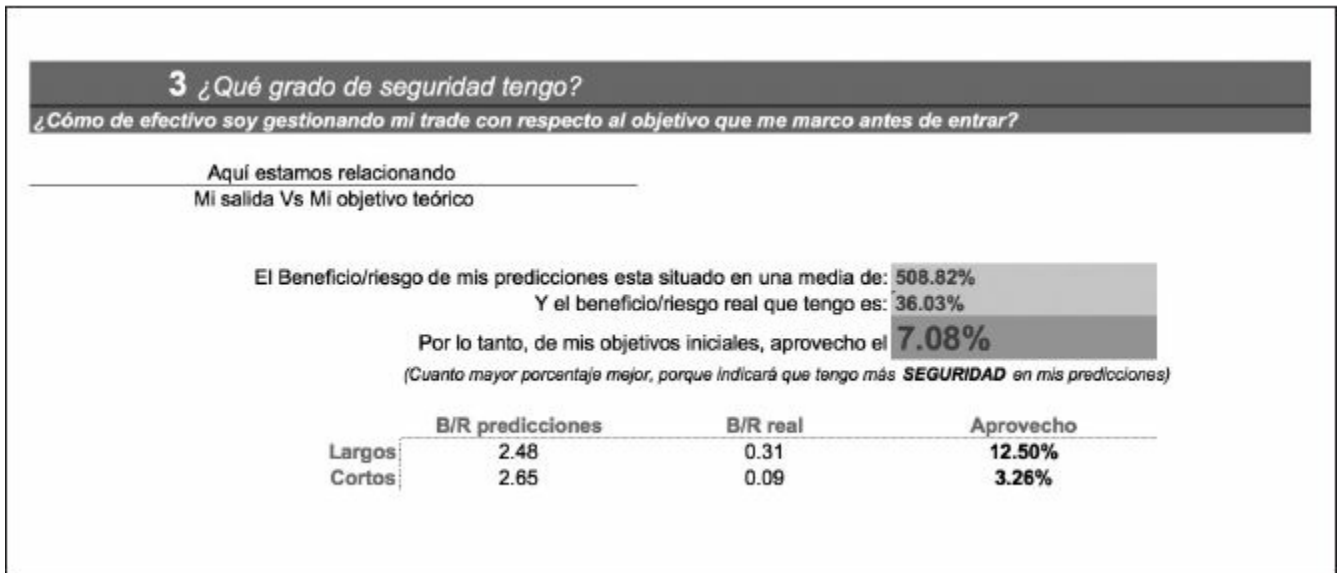 3 ¿Qué grado de seguridad tengo?
¿Cómo de efectivo soy gestionando mi trade con respecto al objetivo que me marco antes de entrar?
Aquí estamos relacionando
Mi salida Vs Mi objetivo teórico
El Beneficio/riesgo de mis predicciones esta situado en una media de: 508.82%
Y el beneficio/riesgo real que tengo es: 36.03%
Por lo tanto, de mis objetivos iniciales, aprovecho el 7.08%
(Cuanto mayor porcentaje mejor, porque indicará que tengo más SEGURIDAD en mis predicciones)
B/R predicciones B/R real Aprovecho
Largos 2.48 0.31 12.50%
Cortos 2.65 0.09 3.26%